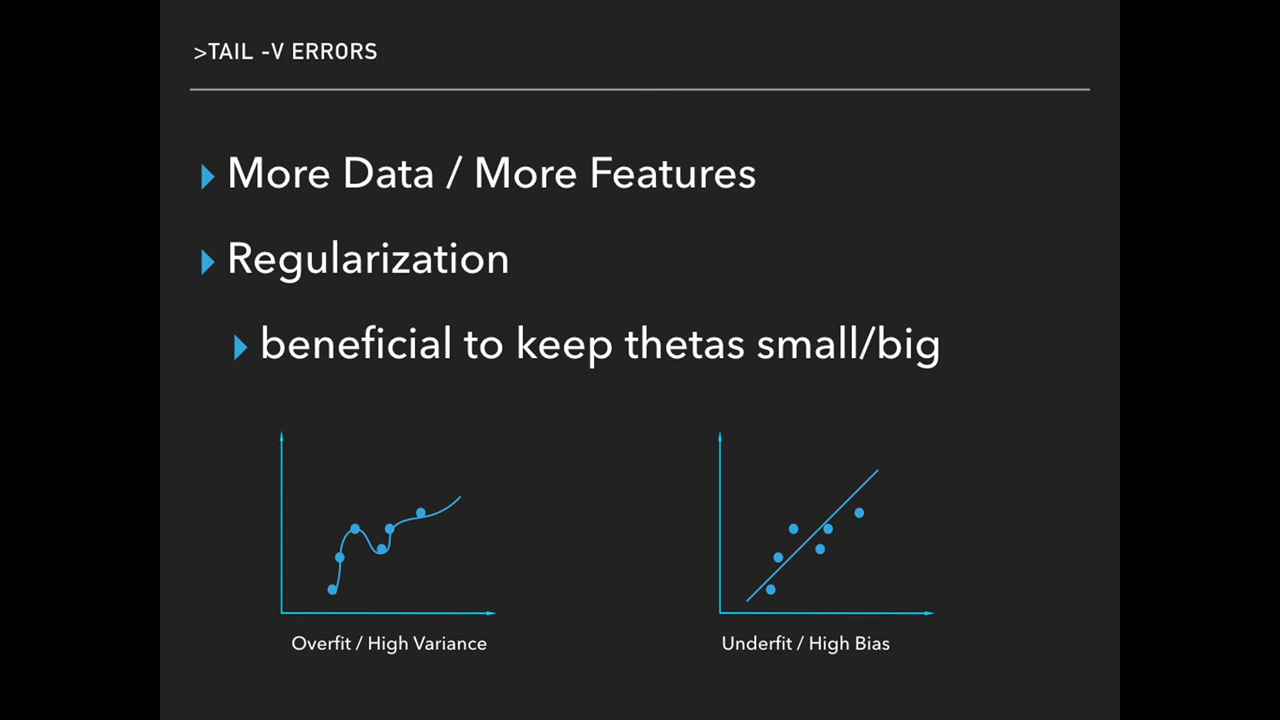 >TAIL -V ERRORS
More Data / More Features
Regularization
beneficial to keep thetas small/big
Overfit / High Variance
Underfit / High Bias